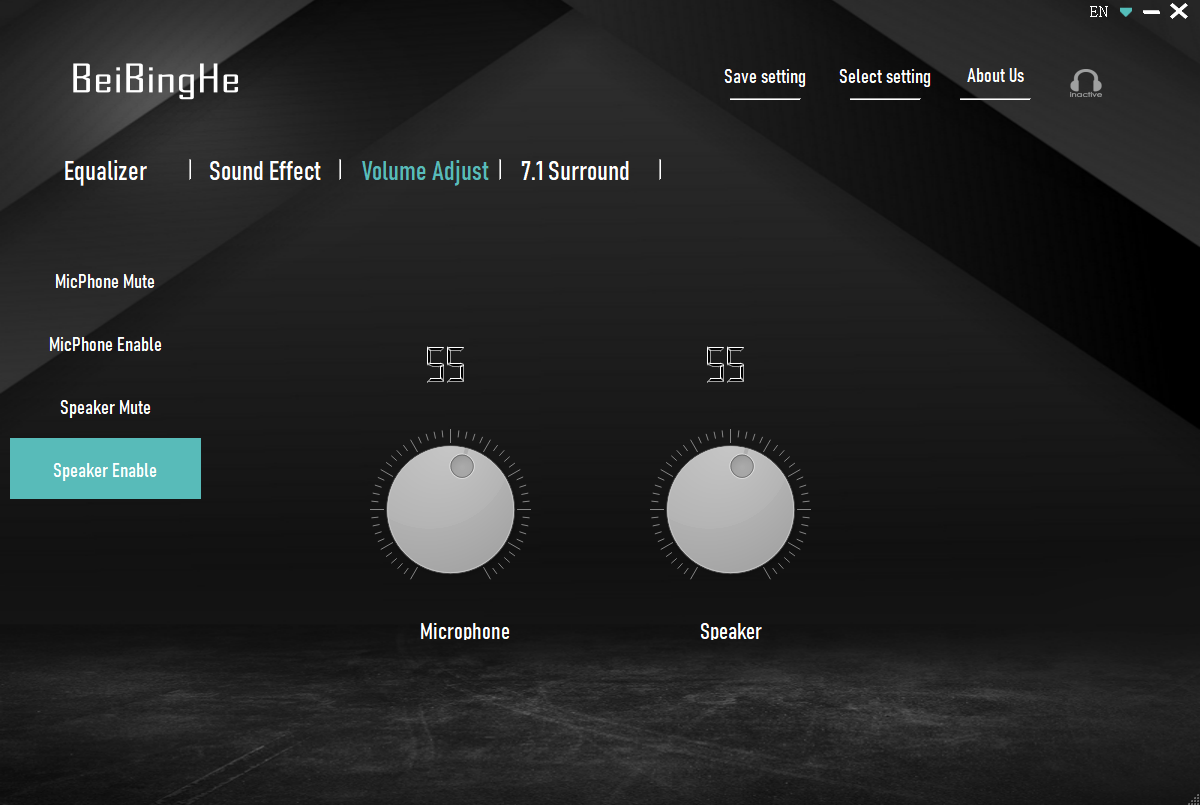 EN
BeiBingHe
Save setting
Select setting
About Us
inactive
Equalizer | Sound Effect | Volume Adjust | 7.1 Surround |
MicPhone Mute
MicPhone Enable
Speaker Mute
Speaker Enable
55
55
Microphone
Speaker